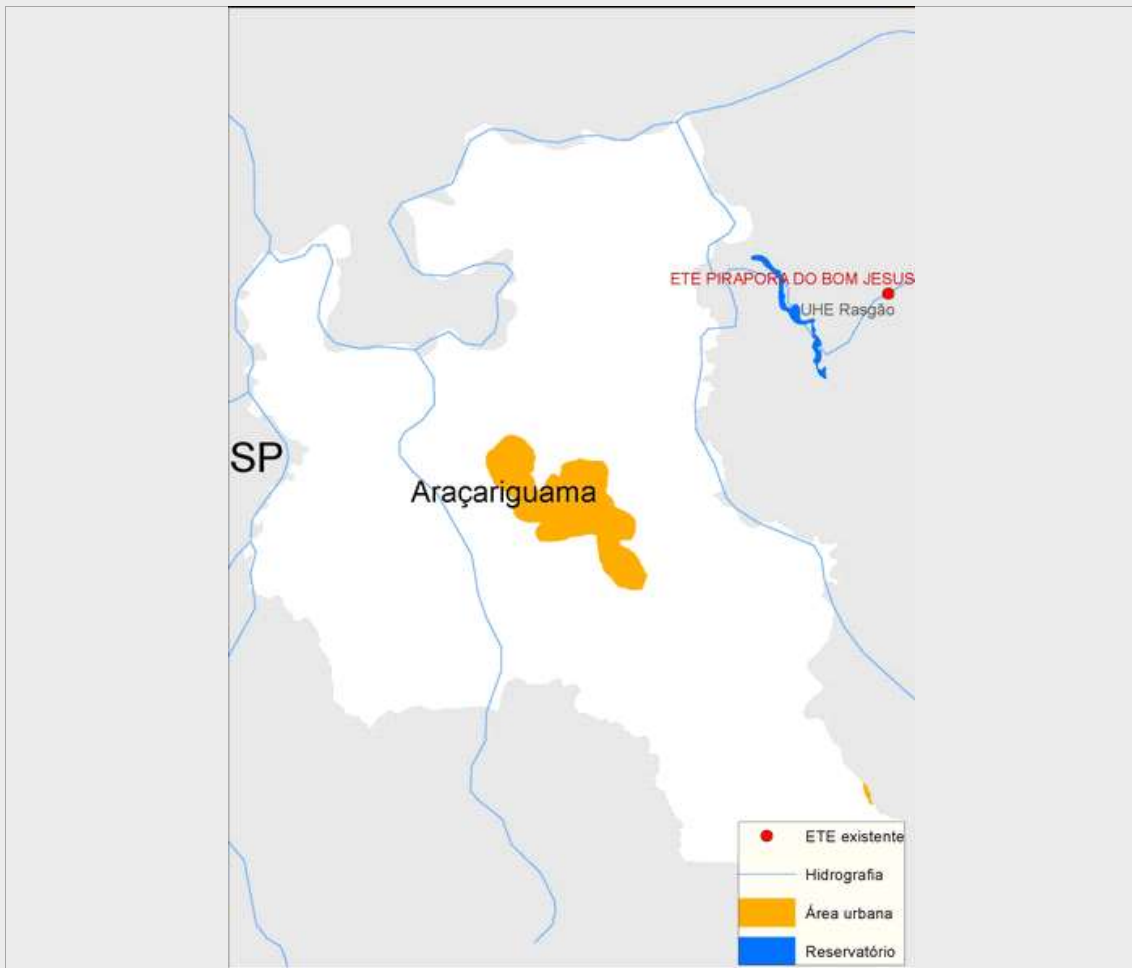 ETE PIRAPORA DO BOM JESUS
UHE Rasgão
SP
Araçariguama
ETE existente
Hidrografia
Área urbana
Reservatório